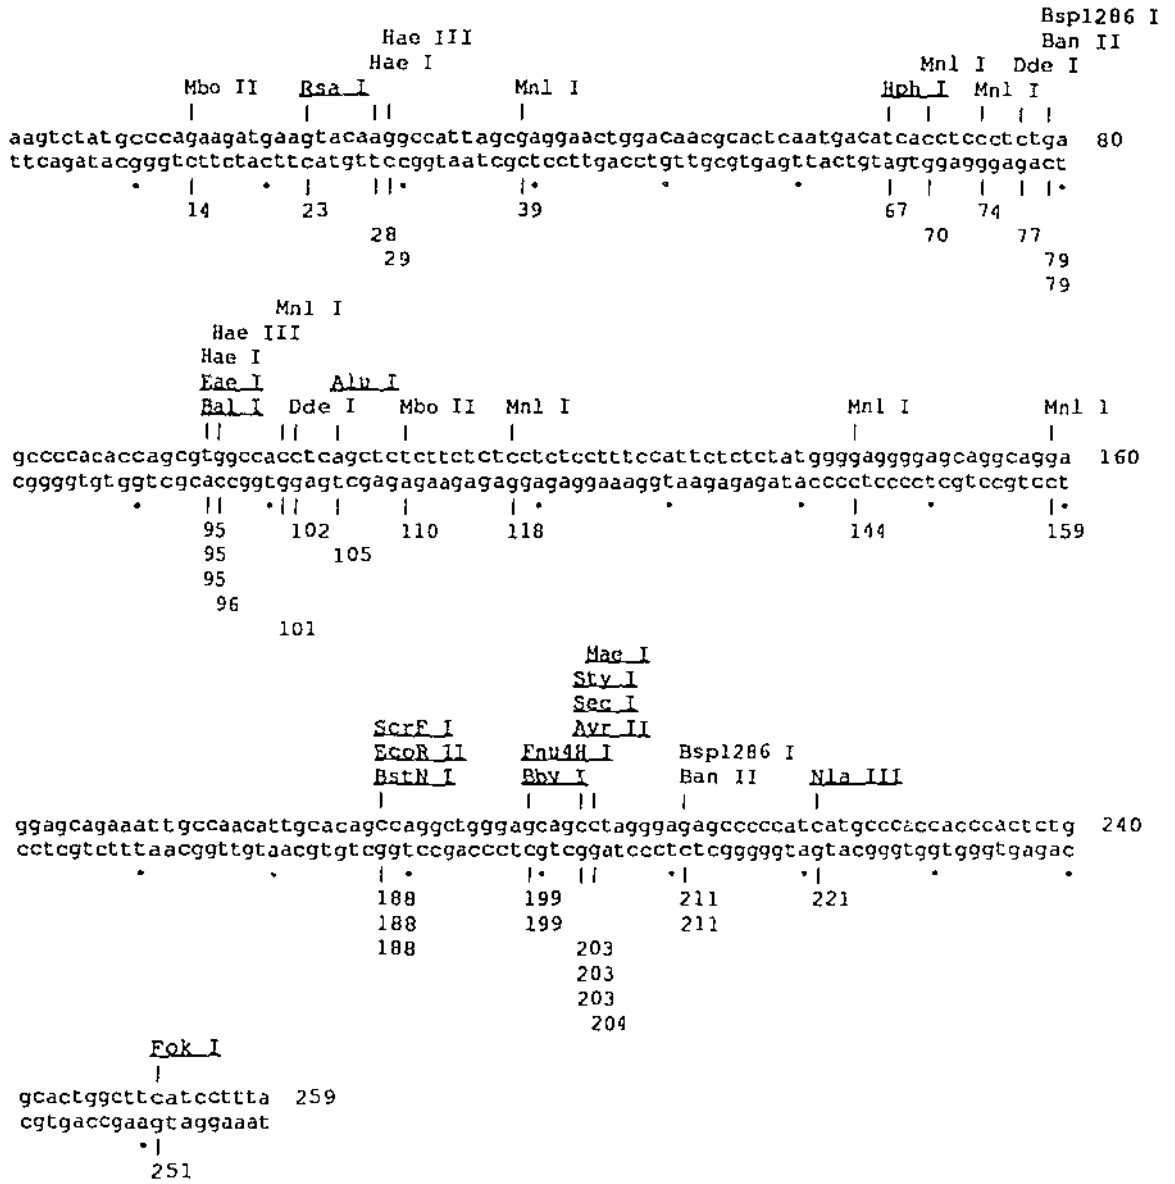 Bsp1286 I
Hae III Ban II
Hae I Mnl I Dde I
Mbo II Rsa I Mnl I Hph I Mnl I
aagtctatgcccagaagatgaagtacaaggccattagcgaggaactggacaacgcactcaatgacatcacctccctctga 80
ttcagatacgggtcttctacttcatgttccggtaatcgctccttgacctgttgcgtgagttactgtagtggagggagact
14 23 39 67 74
28 70 77
29 79
79
Mnl I
Hae III
Hae I
Eae I Alu I
Bal I Dde I Mbo II Mnl I Mnl I Mnl I
gccccacaccagcgtggccacctcagctctcttctctcctctcctttccattctctctatggggaggggagcaggcagga 160
cggggtgtggtcgcaccggtggagtcgagagaagagaggagaggaaaggtaagagagatacccctcccctcgtccgtcct
95 102 110 118 144 159
95 105
95
96
101
Mae I
Sty I
ScrF I Sec I
EcoR II Fnu4H I Avr II Bsp1286 I
BstN I Bbv I Ban II Nla III
ggagcagaaattgccaacattgcacagccaggctgggagcagcctagggagagcccccatcatgcccaccacccactctg 240
cctcgtctttaacggttgtaacgtgtcggtccgaccctcgtcggatccctctcgggggtagtacgggtggtgggtgagac
188 199 211 221
188 199 211
188 203
203
203
204
Fok I
gcactggcttcatccttta 259
cgtgaccgaagtaggaaat
251